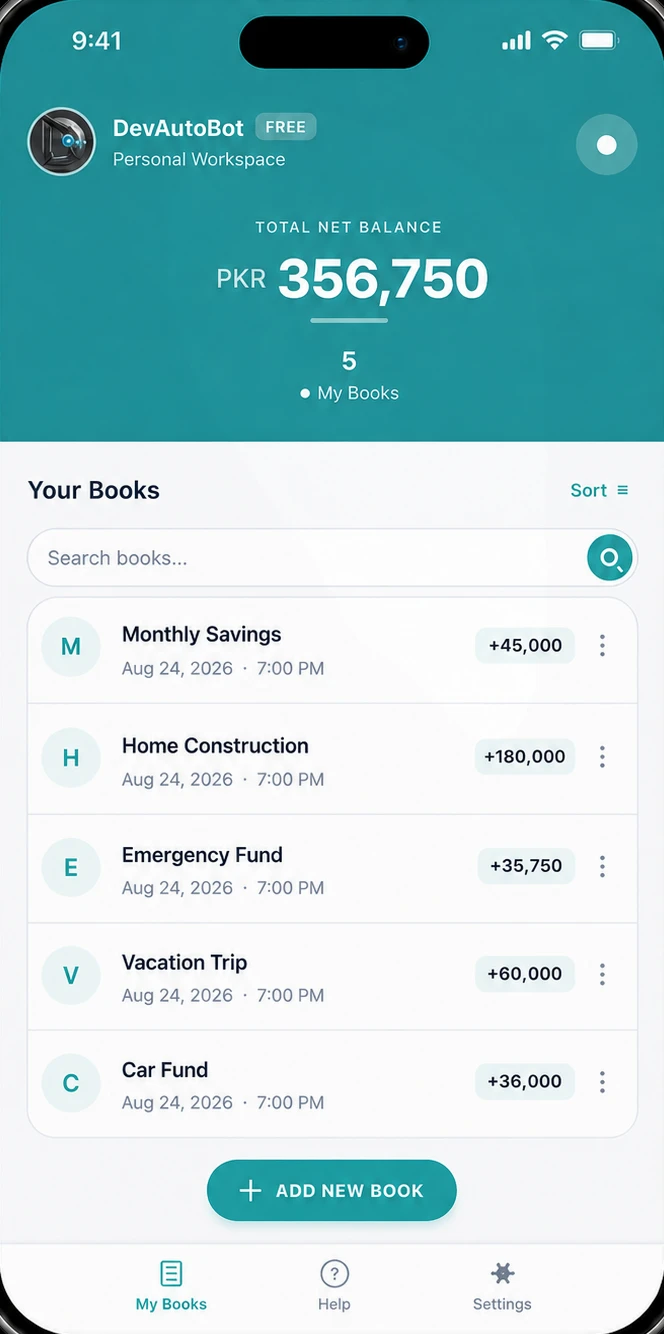 9:41
DevAutoBot FREE
Personal Workspace
TOTAL NET BALANCE
PKR 356,750
5
My Books
Your Books
Sort
Search books...
M
Monthly Savings
Aug 24, 2026 · 7:00 PM
+45,000
H
Home Construction
Aug 24, 2026 · 7:00 PM
+180,000
E
Emergency Fund
Aug 24, 2026 · 7:00 PM
+35,750
V
Vacation Trip
Aug 24, 2026 · 7:00 PM
+60,000
C
Car Fund
Aug 24, 2026 · 7:00 PM
+36,000
+ ADD NEW BOOK
My Books
?
Help
Settings